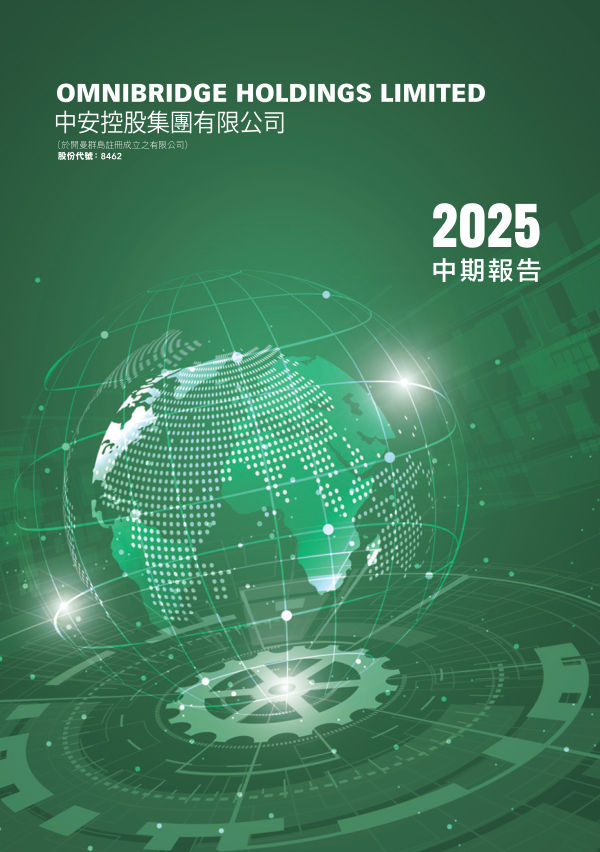 OMNIBRIDGE HOLDINGS LIMITED
中安控股集團有限公司
(於開曼群島註冊成立之有限公司)
股份代號：8462
2025
中期報告